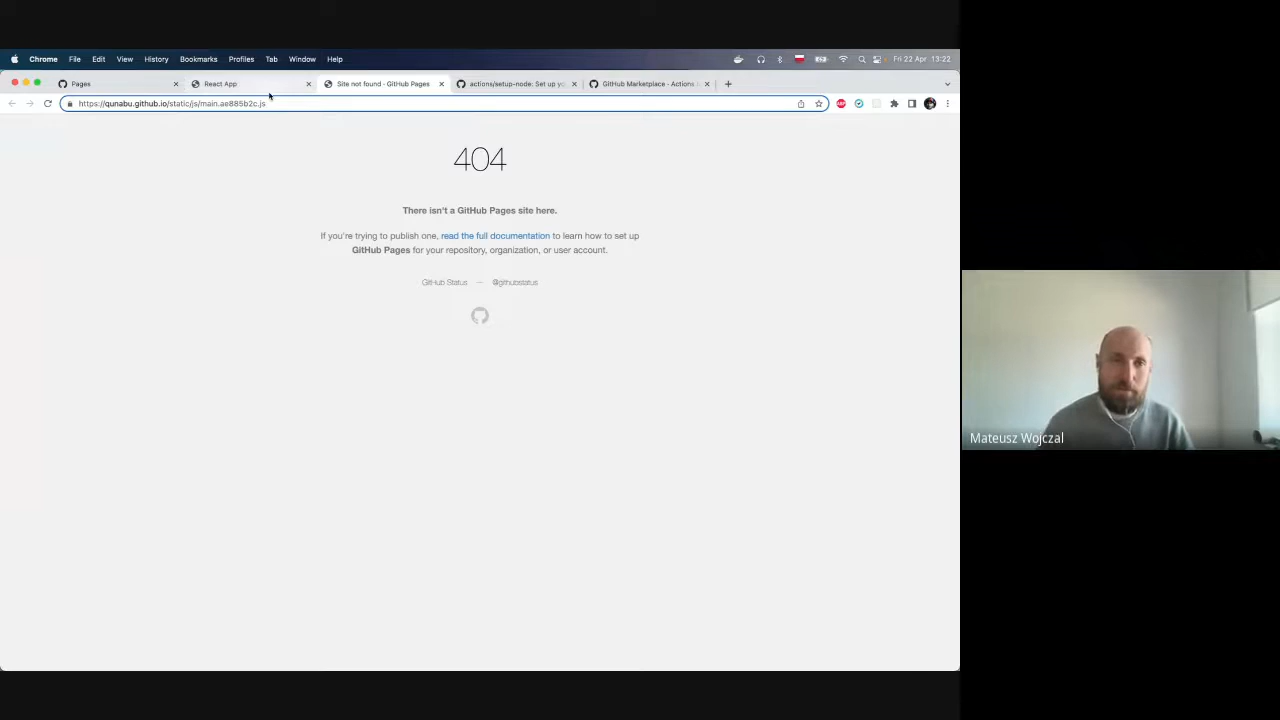 Chrome File Edit View History Bookmarks Profiles Tab Window Help
Fri 22 Apr 13:22
Pages
React App
Site not found · GitHub Pages
actions/setup-node: Set up yo
GitHub Marketplace - Actions
https://qunabu.github.io/static/js/main.ae885b2c.js
404
There isn't a GitHub Pages site here.
If you're trying to publish one, read the full documentation to learn how to set up
GitHub Pages for your repository, organization, or user account.
GitHub Status — @githubstatus
Mateusz Wojczal